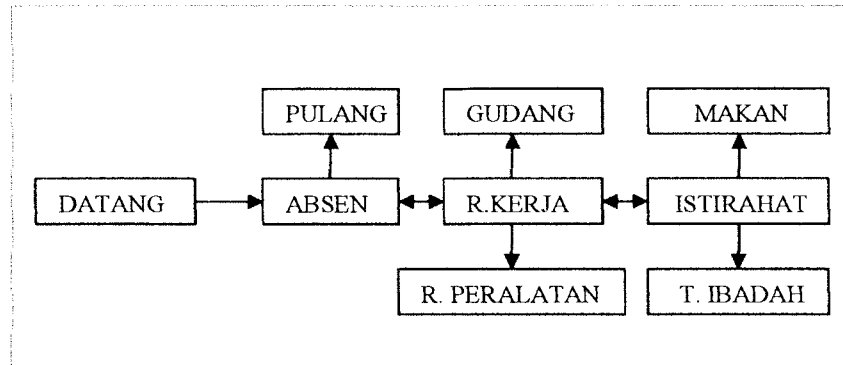 PULANG GUDANG MAKAN
DATANG ABSEN R.KERJA ISTIRAHAT
R. PERALATAN T. IBADAH